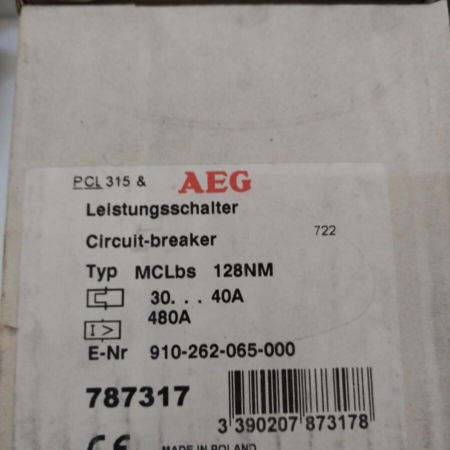 PCL 315 & AEG
Leistungsschalter
Circuit-breaker 722
Typ MCLbs 128NM
30. . . 40A
I > 480A
E-Nr 910-262-065-000
787317
3 390207 873178
CE MADE IN POLAND